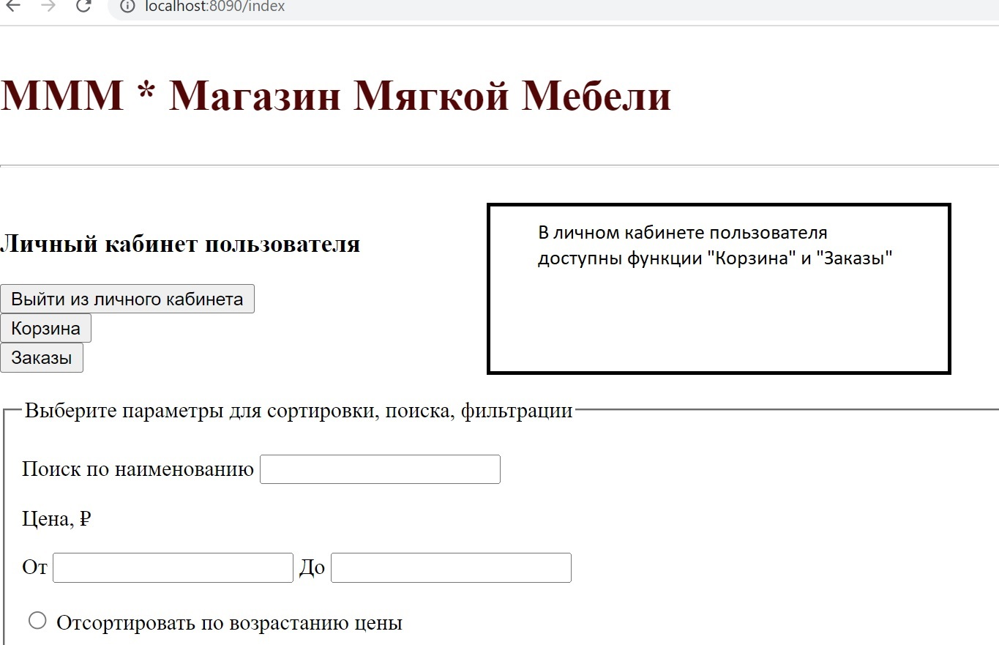 localhost:8090/index
МММ * Магазин Мягкой Мебели
Личный кабинет пользователя
В личном кабинете пользователя
доступны функции "Корзина" и "Заказы"
Выйти из личного кабинета
Корзина
Заказы
Выберите параметры для сортировки, поиска, фильтрации
Поиск по наименованию
Цена, ₽
От До
Отсортировать по возрастанию цены